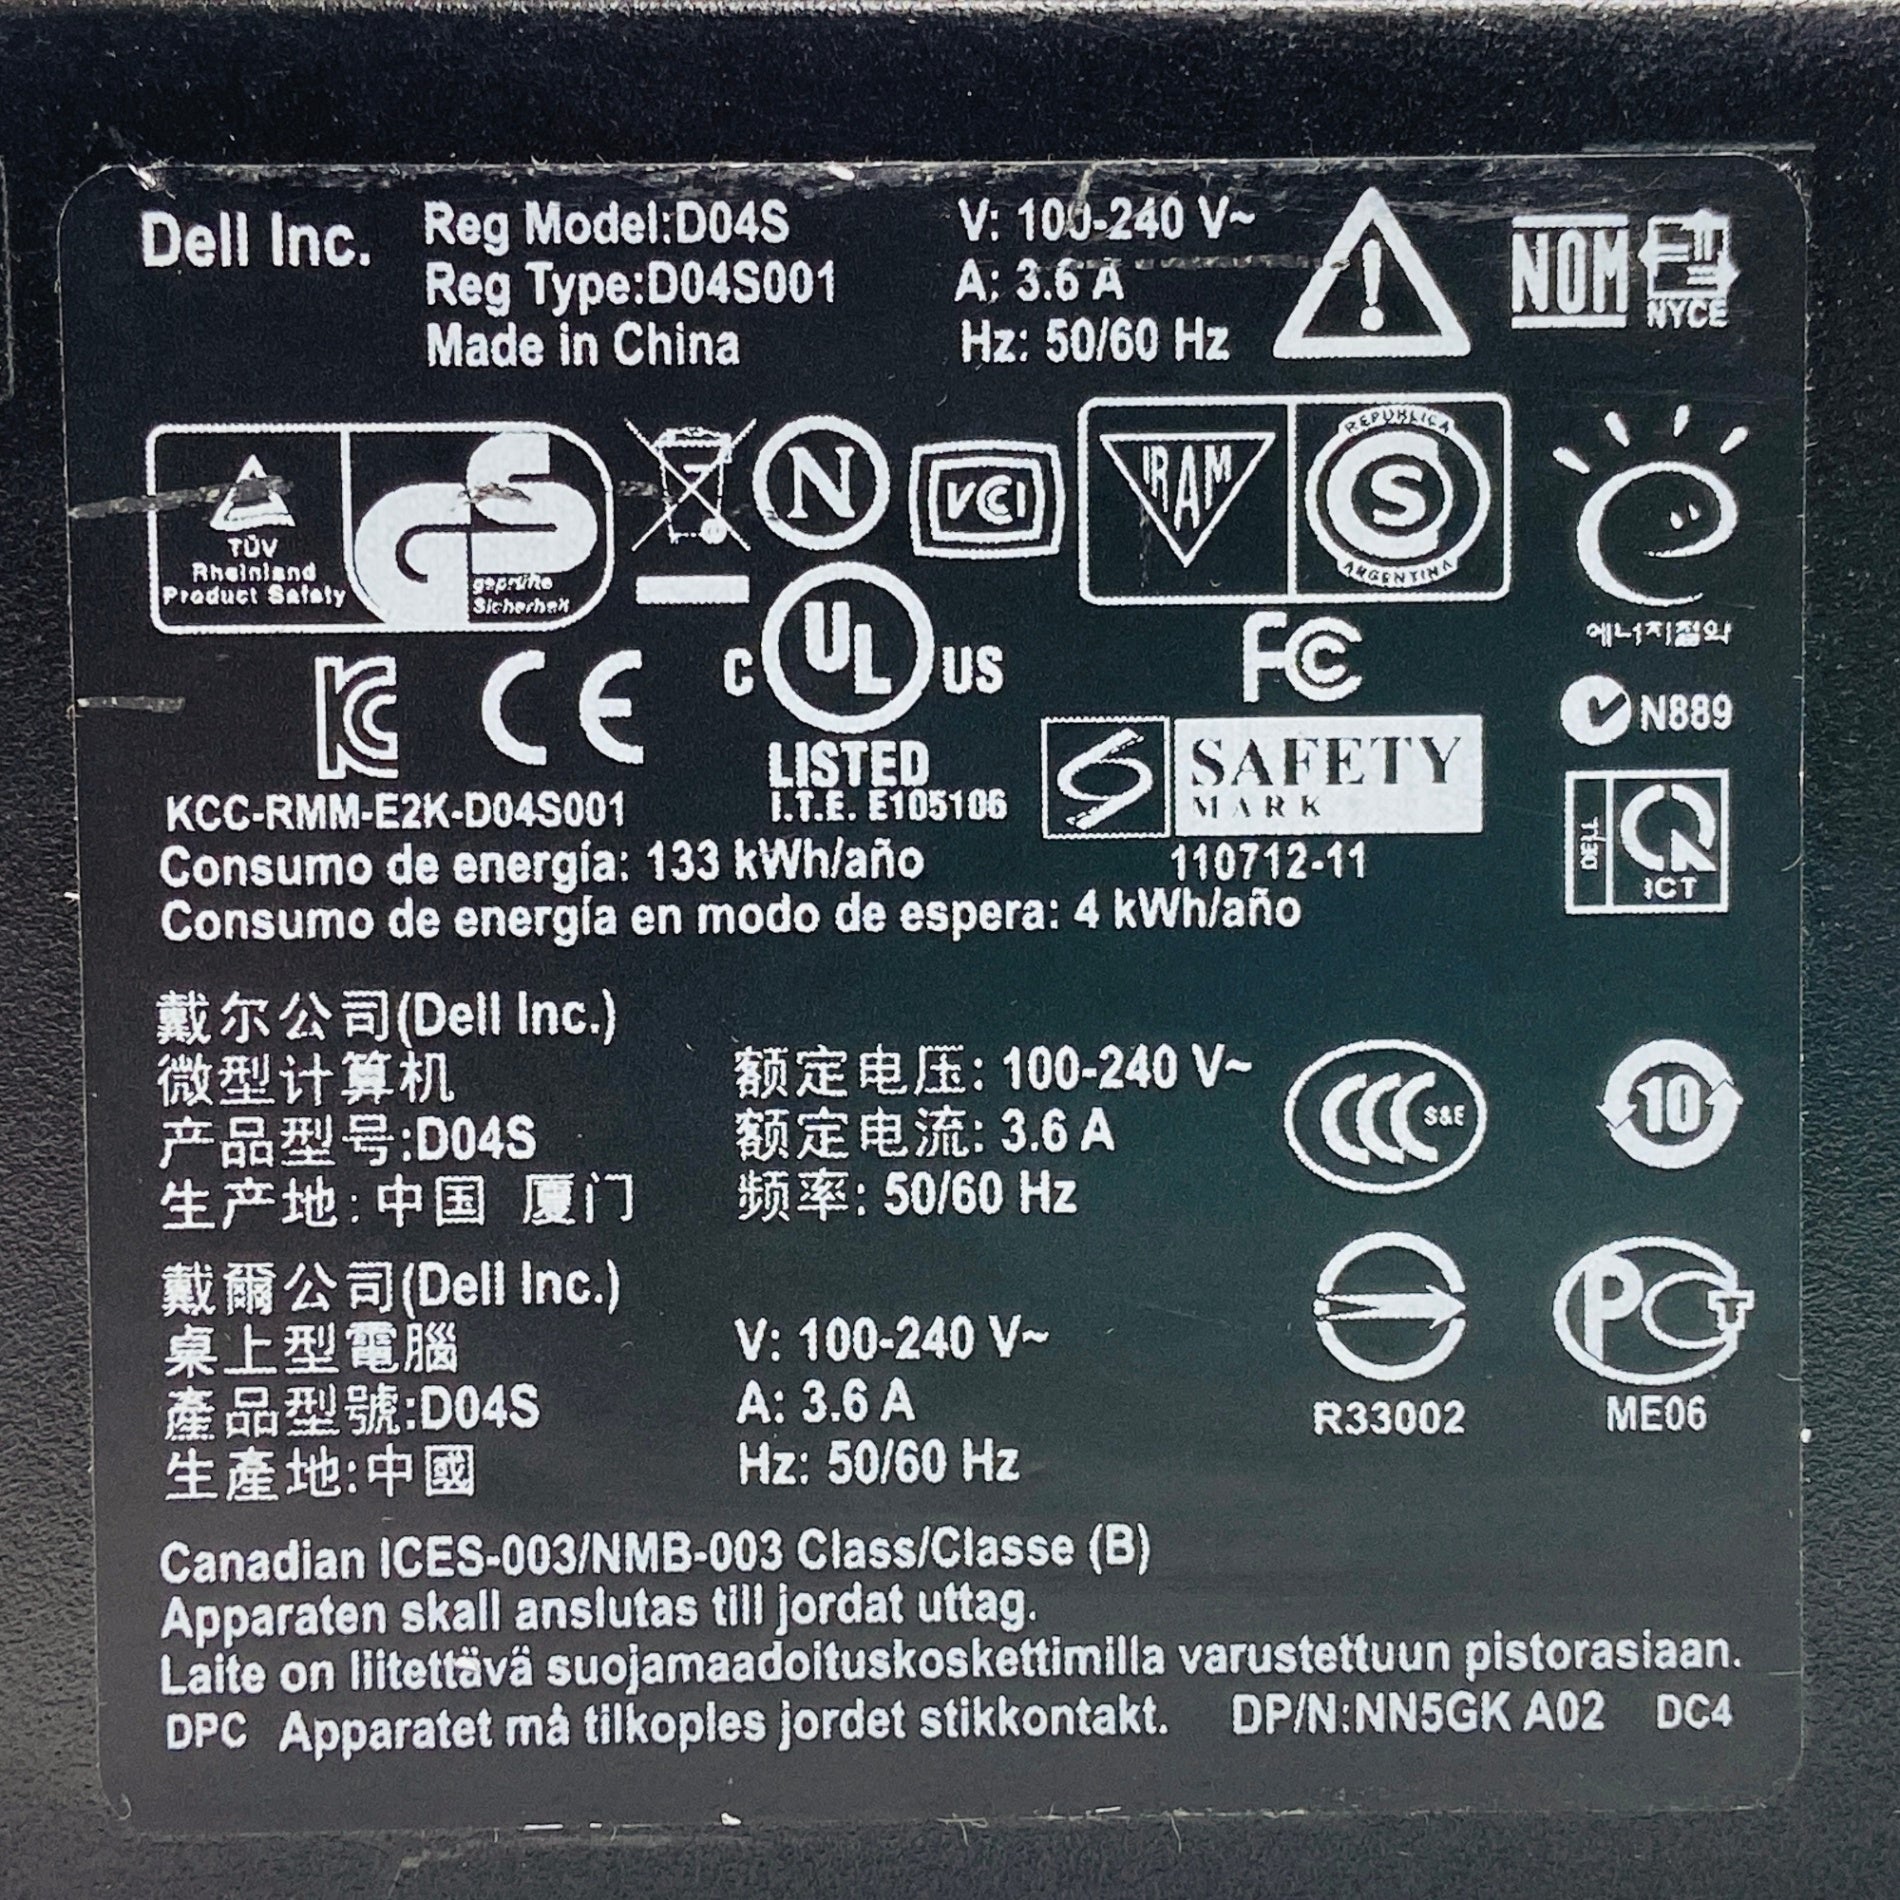 Dell Inc.
Reg Model:D04S
Reg Type:D04S001
Made in China
V: 100-240 V~
A: 3.6 A
Hz: 50/60 Hz
NOM
NYCE
TÜV
Rheinland
Product Safety
GS
geprüfte
Sicherheit
N
VCI
IRAM
REPUBLICA
S
ARGENTINA
에너지절약
KC
CE
C UL US
LISTED
I.T.E. E105106
FC
SAFETY
MARK
110712-11
N889
DELL
ICT
KCC-RMM-E2K-D04S001
Consumo de energía: 133 kWh/año
Consumo de energía en modo de espera: 4 kWh/año
戴尔公司(Dell Inc.)
微型计算机
产品型号:D04S
生产地: 中国 厦门
额定电压: 100-240 V~
额定电流: 3.6 A
频率: 50/60 Hz
CCC S&E
10
戴爾公司(Dell Inc.)
桌上型電腦
產品型號:D04S
生產地:中國
V: 100-240 V~
A: 3.6 A
Hz: 50/60 Hz
R33002
РСТ
ME06
Canadian ICES-003/NMB-003 Class/Classe (B)
Apparaten skall anslutas till jordat uttag.
Laite on liitettävä suojamaadoituskoskettimilla varustettuun pistorasiaan.
DPC Apparatet må tilkoples jordet stikkontakt. DP/N:NN5GK A02 DC4